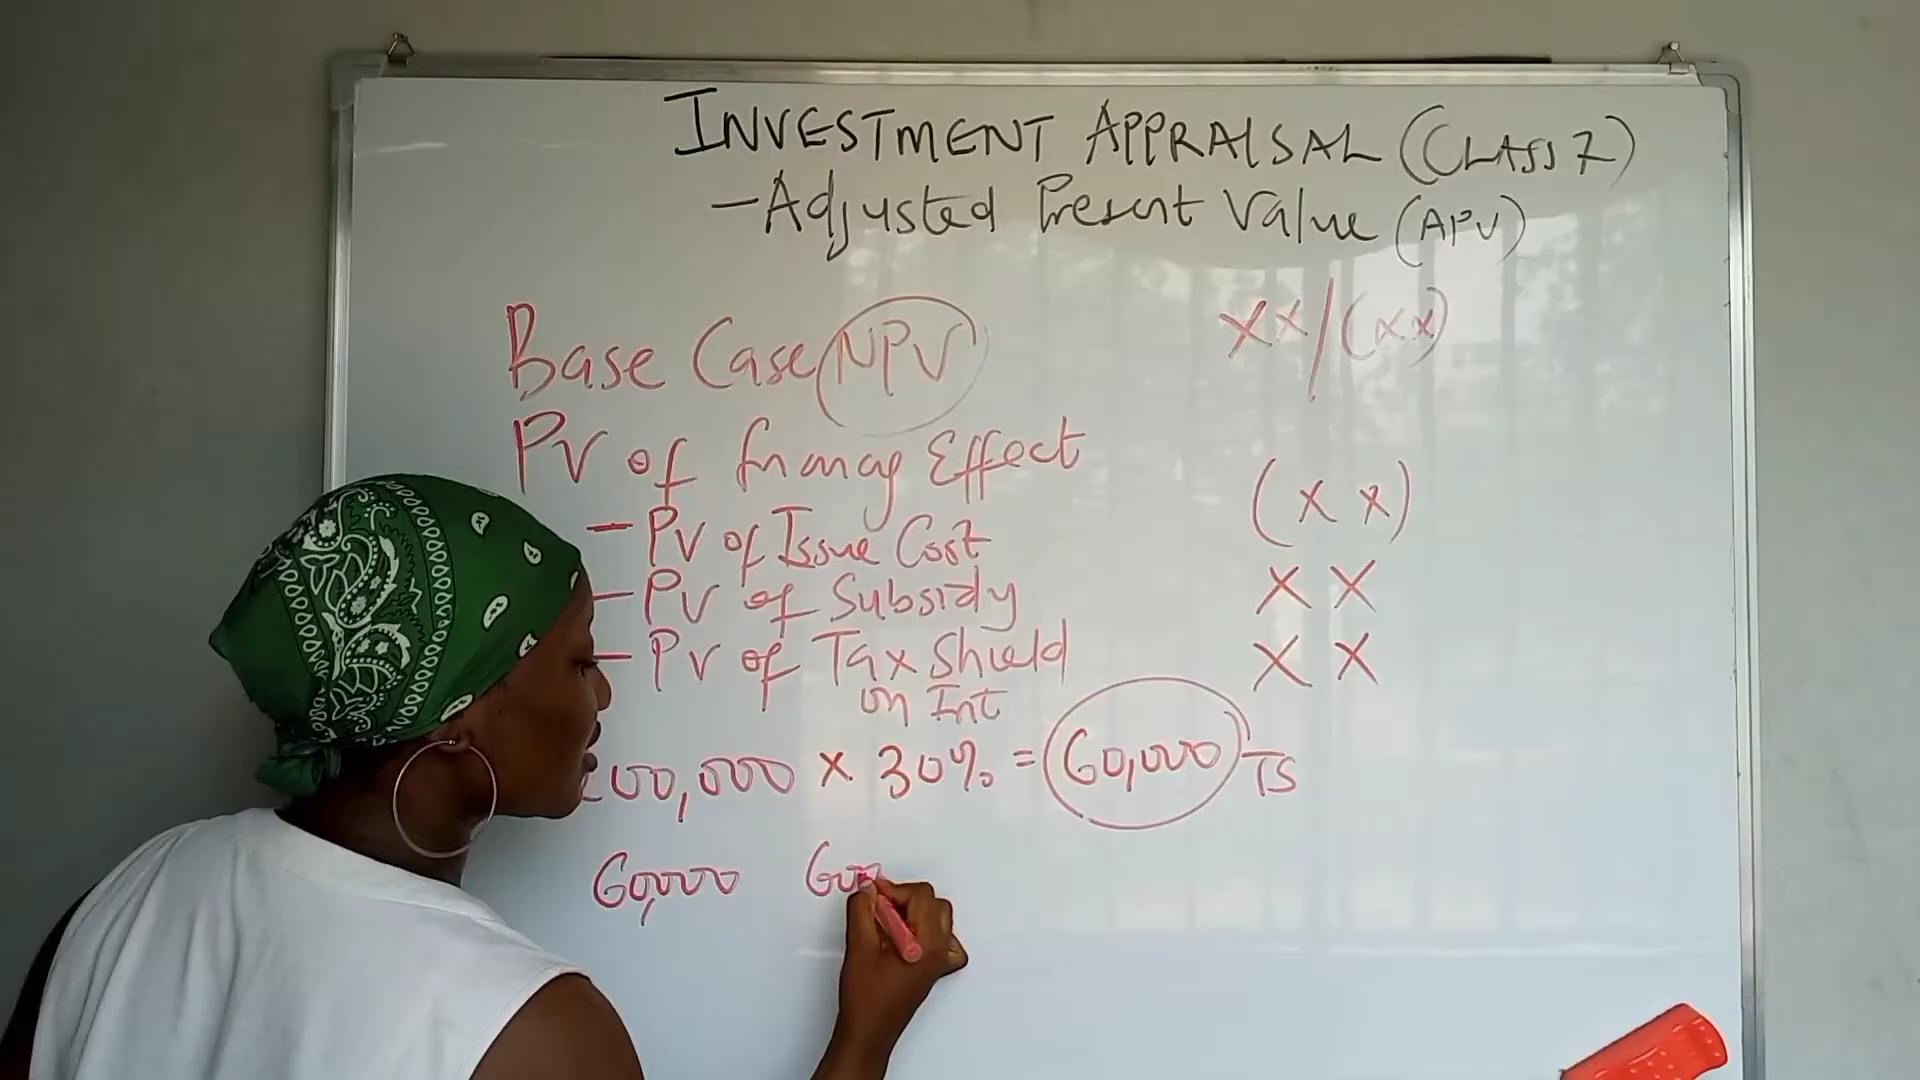 INVESTMENT APPRAISAL (CLASS 7)
- Adjusted Present Value (APV)
Base Case NPV xx/(xx)
PV of Financing Effect
- PV of Issue Cost (xx)
- PV of Subsidy XX
- PV of Tax Shield XX
on Int
200,000 x 30% = 60,000 TS
60,000